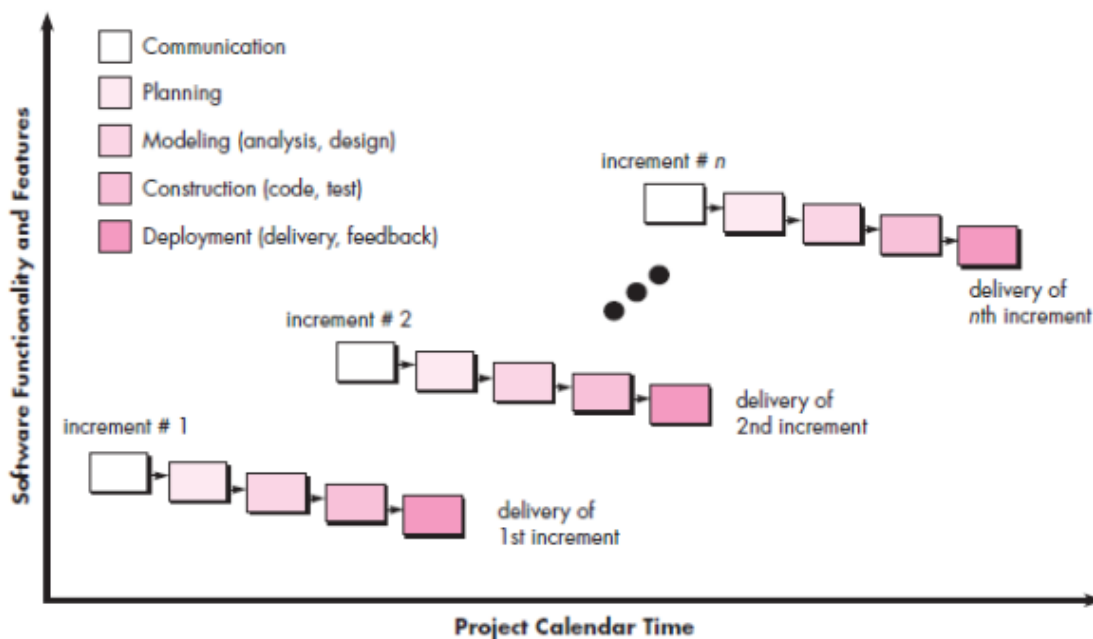 Software Functionality and Features
Communication
Planning
Modeling (analysis, design)
Construction (code, test)
Deployment (delivery, feedback)
increment # n
delivery of
nth increment
increment # 2
delivery of
2nd increment
increment # 1
delivery of
1st increment
Project Calendar Time